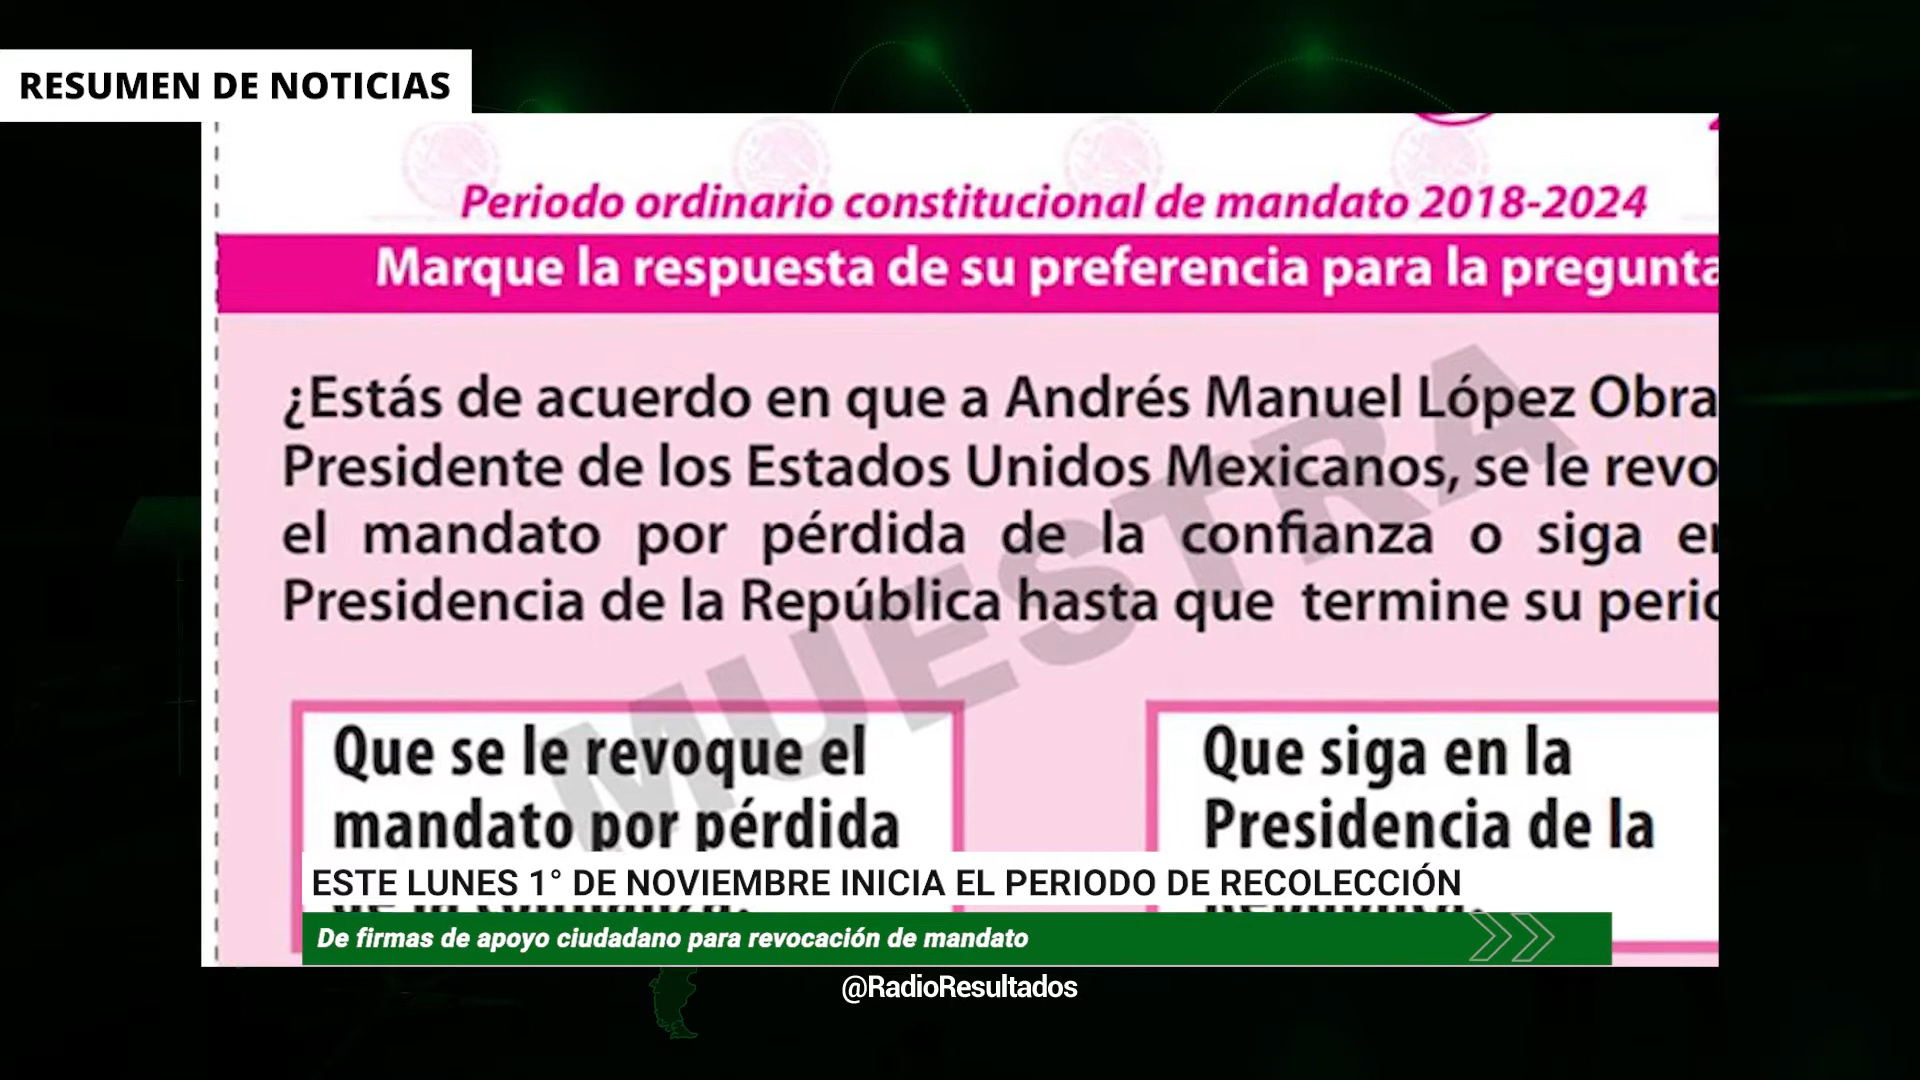 RESUMEN DE NOTICIAS
Periodo ordinario constitucional de mandato 2018-2024
Marque la respuesta de su preferencia para la pregunta
¿Estás de acuerdo en que a Andrés Manuel López Obra
Presidente de los Estados Unidos Mexicanos, se le revo
el mandato por pérdida de la confianza o siga en
Presidencia de la República hasta que termine su perio
MUESTRA
Que se le revoque el
mandato por pérdida
Que siga en la
Presidencia de la
ESTE LUNES 1° DE NOVIEMBRE INICIA EL PERIODO DE RECOLECCIÓN
De firmas de apoyo ciudadano para revocación de mandato
@RadioResultados